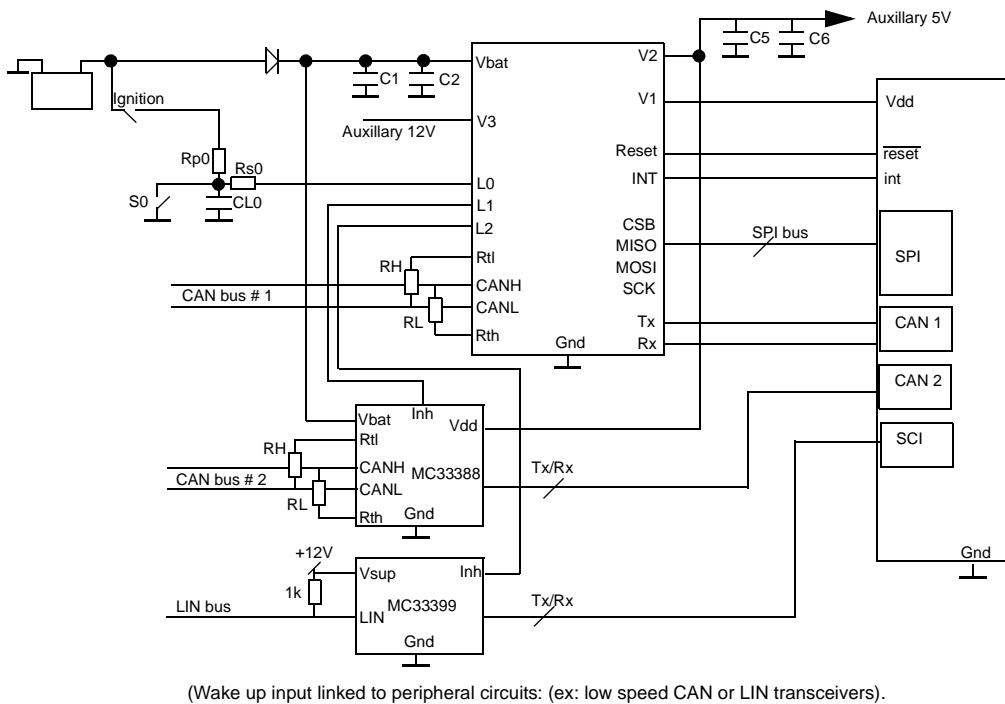 Auxillary 5V
C5
C6
V2
Vbat
C1
C2
Ignition
V1
Vdd
Auxillary 12V
V3
Reset
reset
Rp0
Rs0
INT
int
L0
S0
CL0
L1
L2
CSB
SPI bus
MISO
SPI
MOSI
Rtl
RH
CANH
SCK
CAN bus # 1
CANL
RL
Tx
CAN 1
Rth
Gnd
Rx
CAN 2
Inh
Vbat
Vdd
Rtl
SCI
RH
CANH
MC33388
Tx/Rx
CAN bus # 2
CANL
RL
Rth
Gnd
+12V
Vsup
Inh
Gnd
1k
Tx/Rx
LIN bus
LIN
MC33399
Gnd
(Wake up input linked to peripheral circuits: (ex: low speed CAN or LIN transceivers).